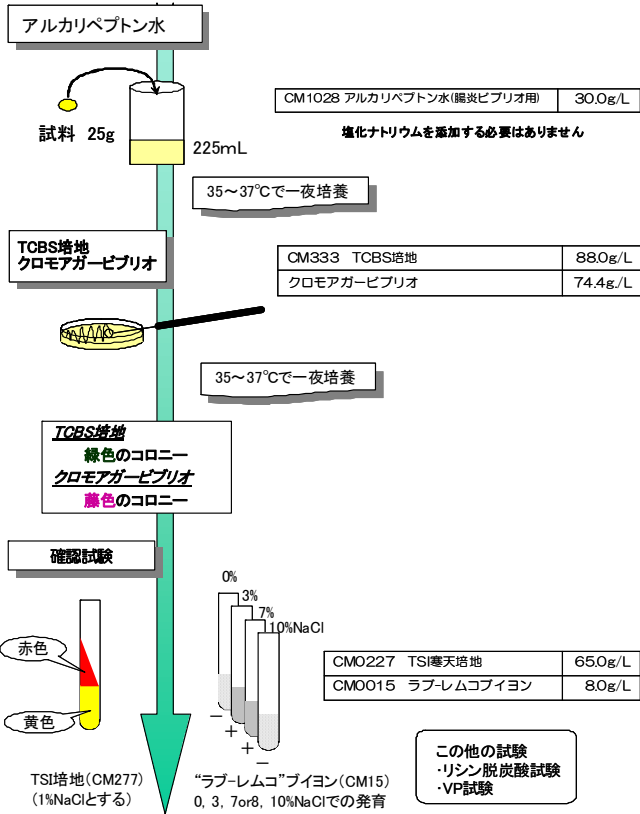 アルカリペプトン水
試料 25g
225mL
CM1028 アルカリペプトン水(腸炎ビブリオ用) 30.0g/L
塩化ナトリウムを添加する必要はありません
35～37℃で一夜培養
TCBS培地
クロモアガービブリオ
CM333 TCBS培地 88.0g/L
クロモアガービブリオ 74.4g./L
35～37℃で一夜培養
TCBS培地
緑色のコロニー
クロモアガービブリオ
藤色のコロニー
確認試験
0%
3%
7%
10%NaCl
赤色
黄色
－
＋
＋
－
CM0227 TSI寒天培地 65.0g/L
CM0015 ラブ-レムコブイヨン 8.0g/L
TSI培地(CM277)
(1%NaClとする)
“ラブ-レムコ”ブイヨン(CM15)
0, 3, 7or8, 10%NaClでの発育
この他の試験
・リシン脱炭酸試験
・VP試験